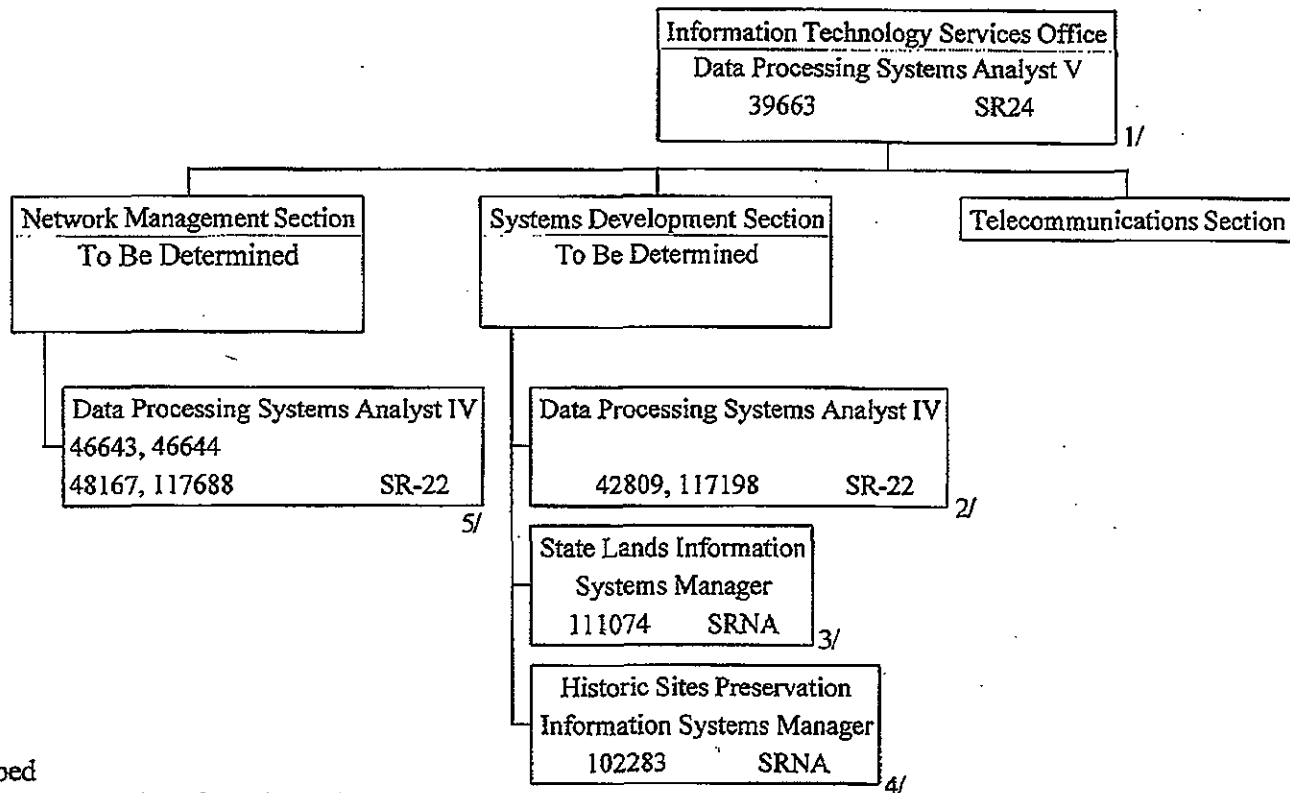 Information Technology Services Office
Data Processing Systems Analyst V
39663 SR24
1/
Network Management Section
To Be Determined
Systems Development Section
To Be Determined
Telecommunications Section
Data Processing Systems Analyst IV
46643, 46644
48167, 117688 SR-22
5/
Data Processing Systems Analyst IV
42809, 117198 SR-22
2/
State Lands Information
Systems Manager
111074 SRNA
3/
Historic Sites Preservation
Information Systems Manager
102283 SRNA
4/